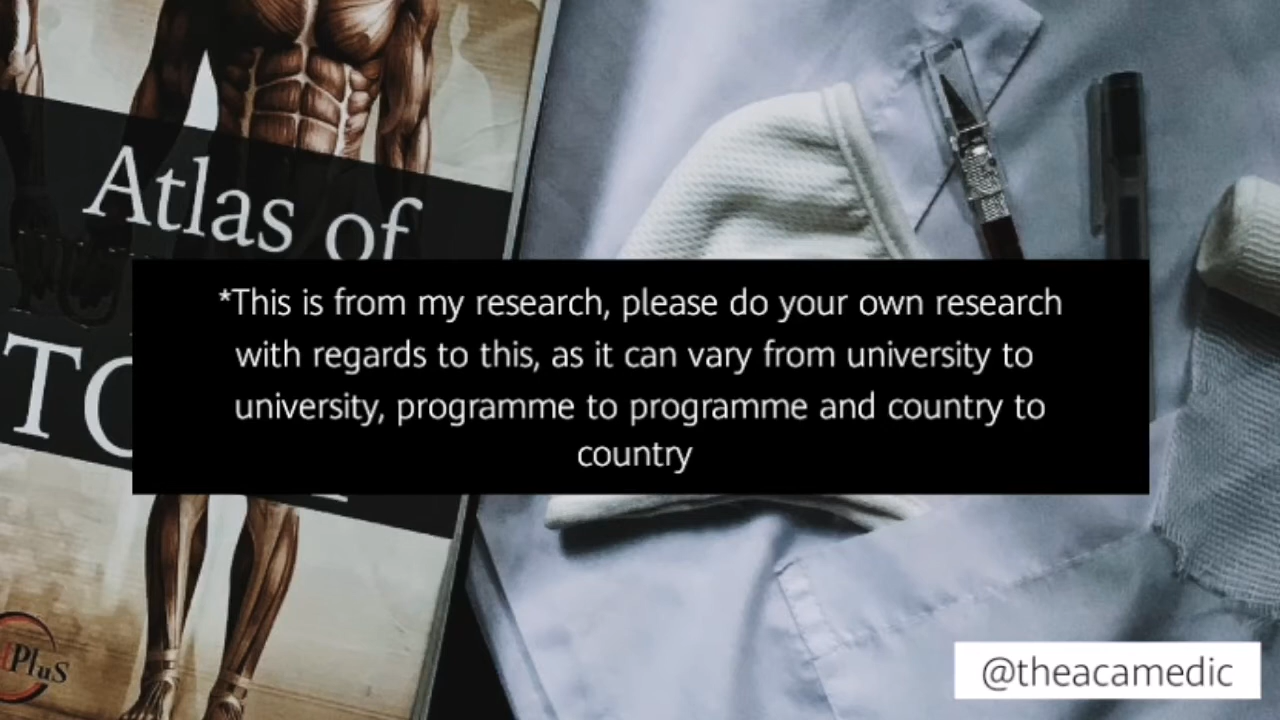 Atlas of
*This is from my research, please do your own research
with regards to this, as it can vary from university to
university, programme to programme and country to
country
PluS
@theacamedic